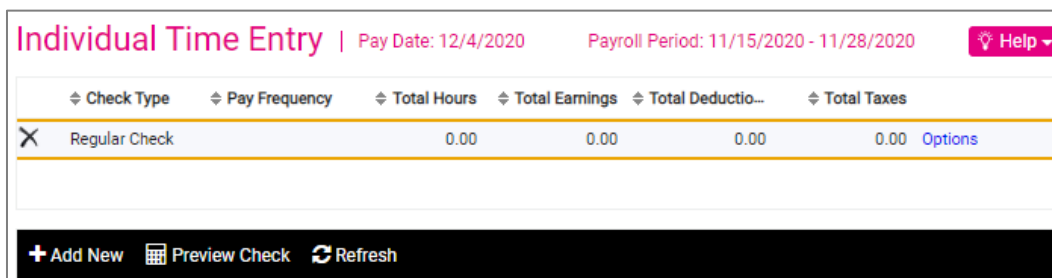 Individual Time Entry | Pay Date: 12/4/2020 Payroll Period: 11/15/2020 - 11/28/2020 Help
Check Type Pay Frequency Total Hours Total Earnings Total Deductio... Total Taxes
Regular Check 0.00 0.00 0.00 0.00 Options
Add New Preview Check Refresh